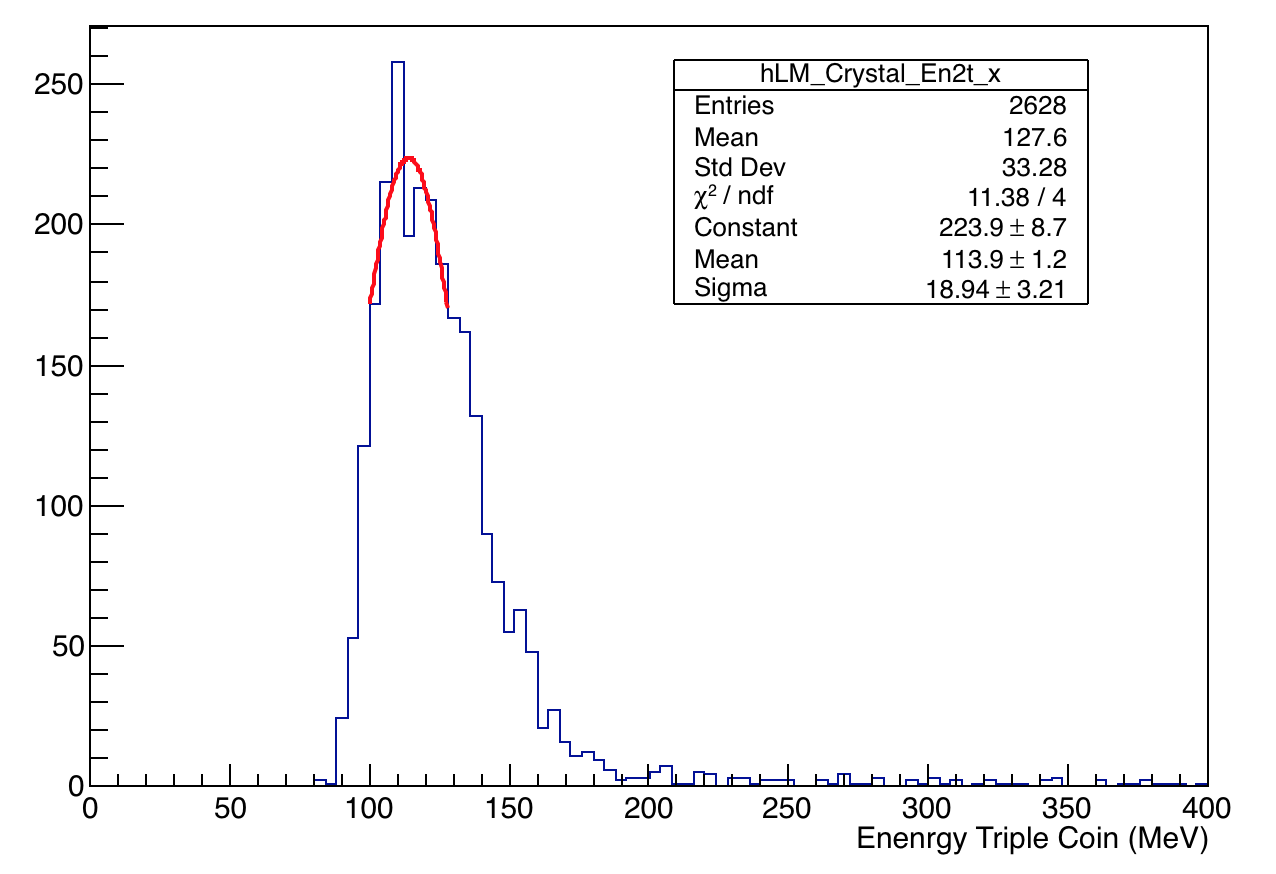 hLM_Crystal_En2t_x
Entries 2628
Mean 127.6
Std Dev 33.28
χ² / ndf 11.38 / 4
Constant 223.9 ± 8.7
Mean 113.9 ± 1.2
Sigma 18.94 ± 3.21
250
200
150
100
50
0
0 50 100 150 200 250 300 350 400
Enenrgy Triple Coin (MeV)